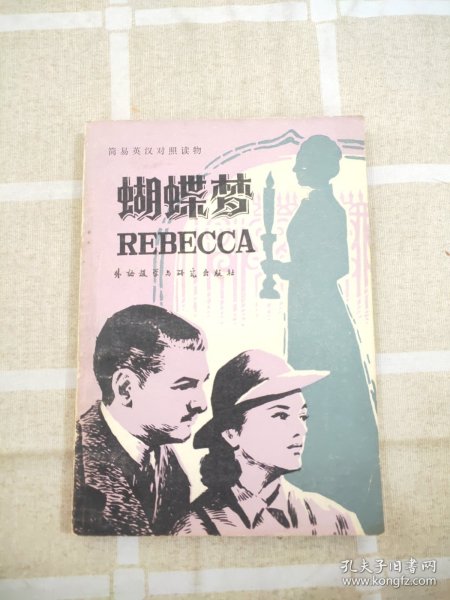 简易英汉对照读物
蝴蝶梦
REBECCA
外语教学与研究出版社
孔夫子旧书网
www.kongfz.com